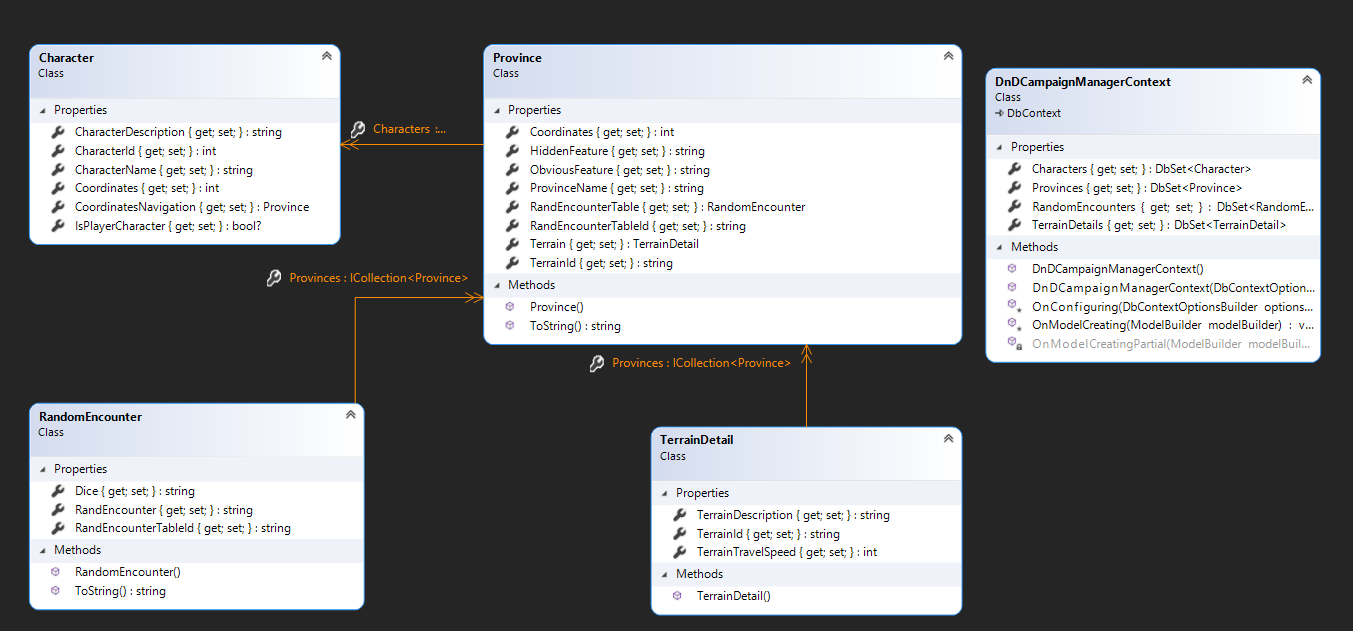 Character
Class
Properties
CharacterDescription { get; set; } : string
CharacterId { get; set; } : int
CharacterName { get; set; } : string
Coordinates { get; set; } : int
CoordinatesNavigation { get; set; } : Province
IsPlayerCharacter { get; set; } : bool?
Characters :...
Province
Class
Properties
Coordinates { get; set; } : int
HiddenFeature { get; set; } : string
ObviousFeature { get; set; } : string
ProvinceName { get; set; } : string
RandEncounterTable { get; set; } : RandomEncounter
RandEncounterTableId { get; set; } : string
Terrain { get; set; } : TerrainDetail
TerrainId { get; set; } : string
Methods
Province()
ToString() : string
DnDCampaignManagerContext
Class
DbContext
Properties
Characters { get; set; } : DbSet<Character>
Provinces { get; set; } : DbSet<Province>
RandomEncounters { get; set; } : DbSet<RandomE...
TerrainDetails { get; set; } : DbSet<TerrainDetail>
Methods
DnDCampaignManagerContext()
DnDCampaignManagerContext(DbContextOption...
OnConfiguring(DbContextOptionsBuilder options...
OnModelCreating(ModelBuilder modelBuilder) : v...
OnModelCreatingPartial(ModelBuilder modelBuil...
Provinces : ICollection<Province>
Provinces : ICollection<Province>
RandomEncounter
Class
Properties
Dice { get; set; } : string
RandEncounter { get; set; } : string
RandEncounterTableId { get; set; } : string
Methods
RandomEncounter()
ToString() : string
TerrainDetail
Class
Properties
TerrainDescription { get; set; } : string
TerrainId { get; set; } : string
TerrainTravelSpeed { get; set; } : int
Methods
TerrainDetail()